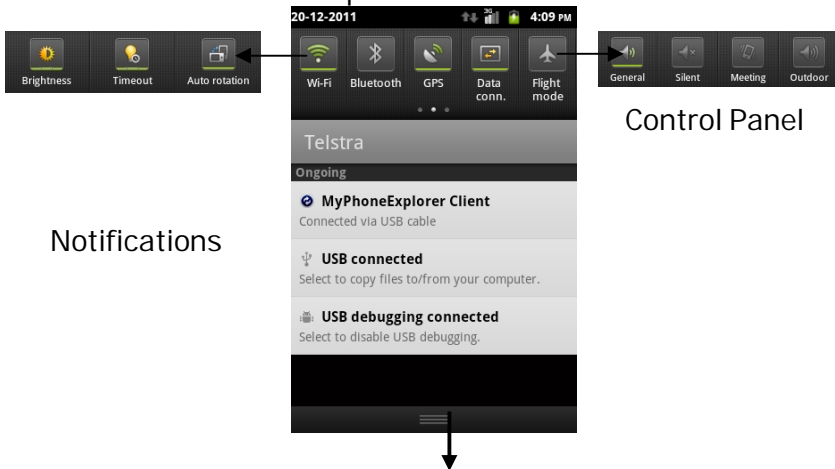 20-12-2011 3G 4:09 PM
Brightness Timeout Auto rotation
Wi-Fi Bluetooth GPS Data conn. Flight mode
General Silent Meeting Outdoor
Control Panel
Telstra
Ongoing
MyPhoneExplorer Client
Connected via USB cable
Notifications
USB connected
Select to copy files to/from your computer.
USB debugging connected
Select to disable USB debugging.